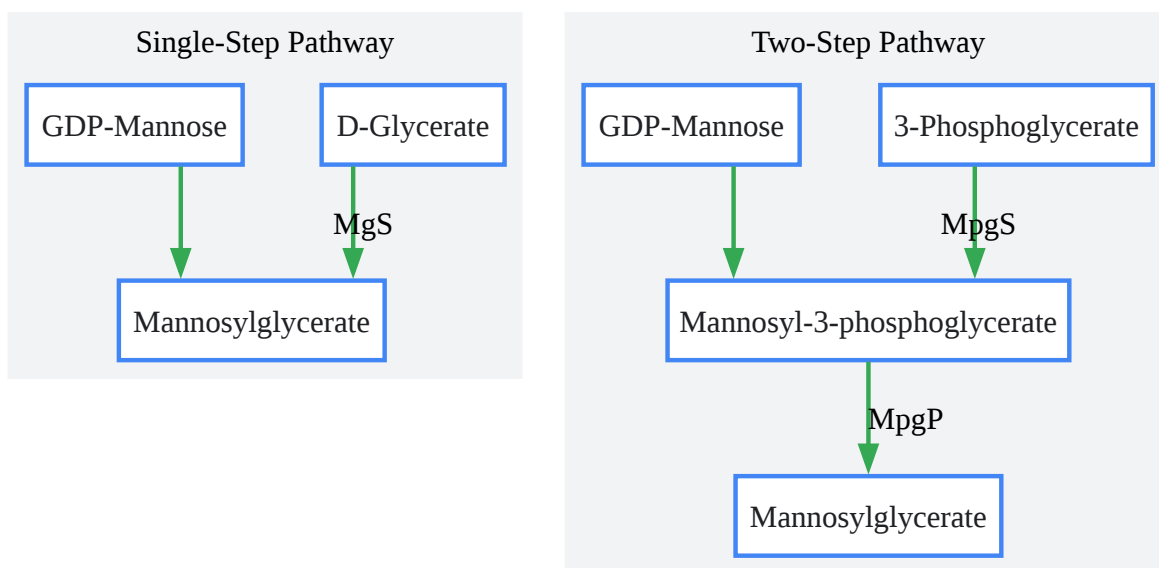 Single-Step Pathway
GDP-Mannose
D-Glycerate
MgS
Mannosylglycerate
Two-Step Pathway
GDP-Mannose
3-Phosphoglycerate
MpgS
Mannosyl-3-phosphoglycerate
MpgP
Mannosylglycerate